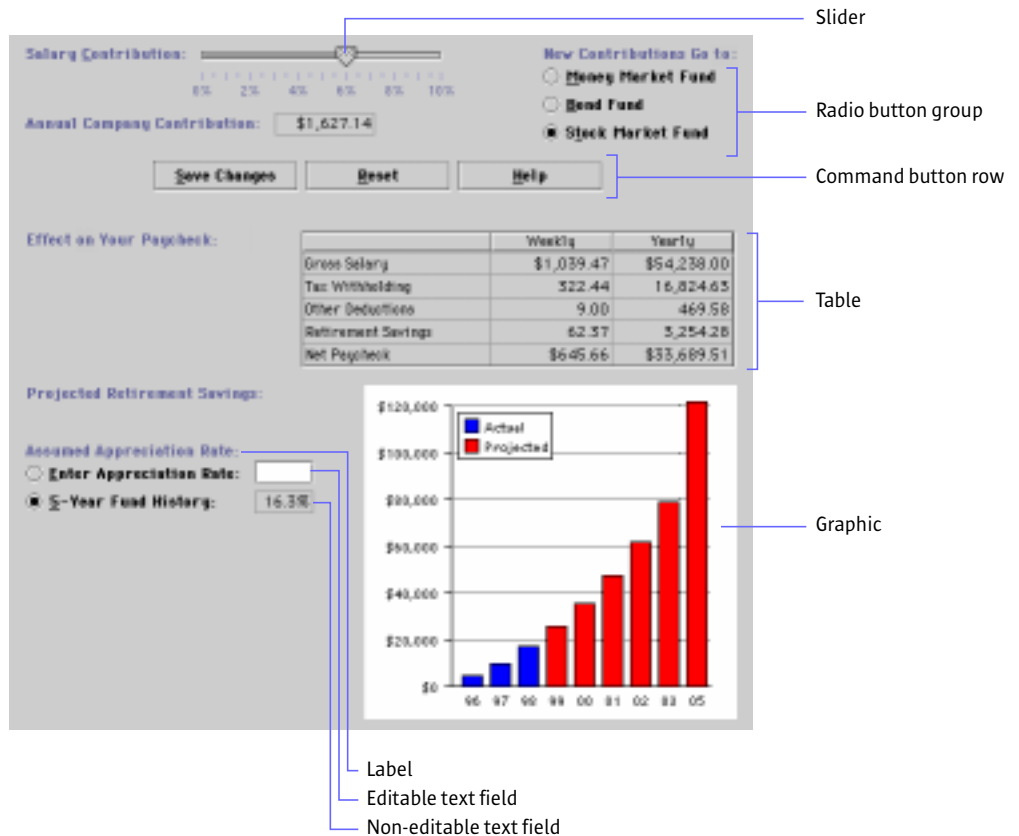 Slider
Salary Contribution:
0% 2% 4% 6% 8% 10%
Annual Company Contribution: $1,627.14
New Contributions Go to:
Money Market Fund
Bond Fund
Stock Market Fund
Radio button group
Save Changes Reset Help
Command button row
Effect on Your Paycheck:
Weekly Yearly
Gross Salary $1,039.47 $54,238.00
Tax Withholding 322.44 16,824.63
Other Deductions 9.00 469.58
Retirement Savings 62.37 3,254.28
Net Paycheck $645.66 $33,689.51
Table
Projected Retirement Savings:
Assumed Appreciation Rate:
Enter Appreciation Rate:
5-Year Fund History: 16.3%
$120,000
$100,000
$80,000
$60,000
$40,000
$20,000
$0
Actual
Projected
96 97 98 99 00 01 02 03 05
Graphic
Label
Editable text field
Non-editable text field